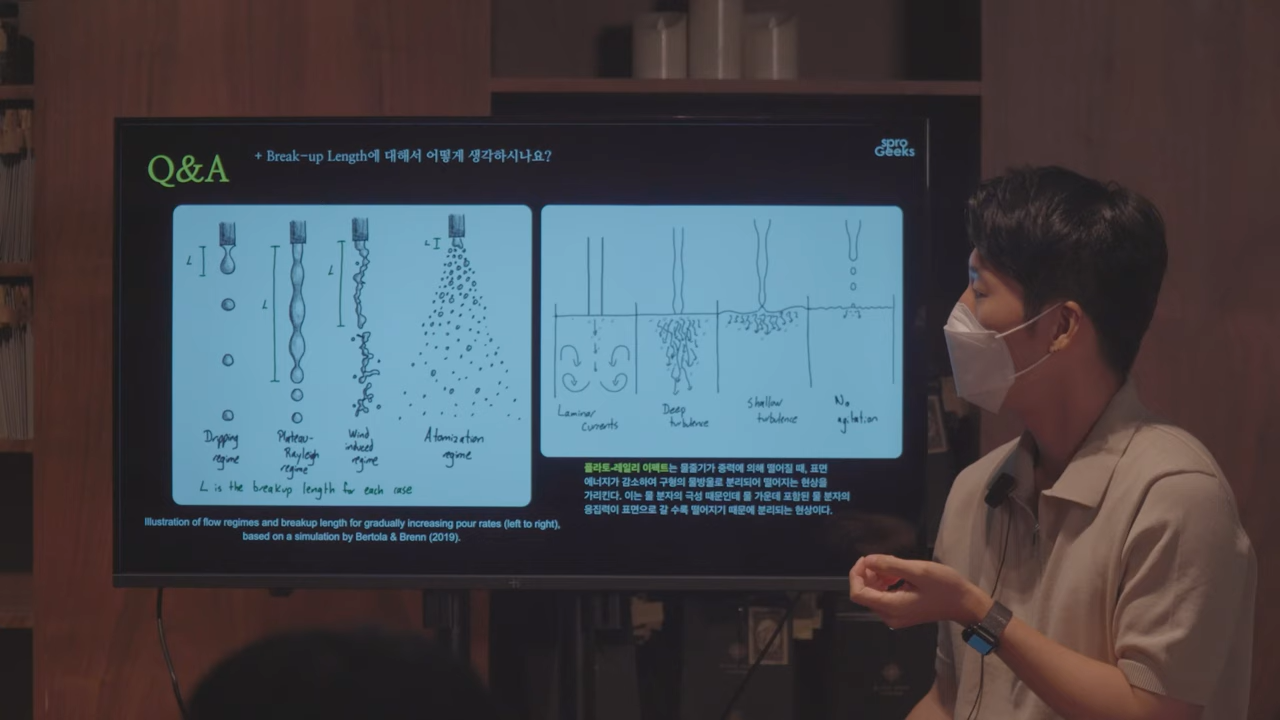 Q&A
+ Break-up Length에 대해서 어떻게 생각하시나요?
spro
Geeks
L
L
L
L
Dripping
regime
Plateau-
Rayleigh
regime
Wind
induced
regime
Atomization
regime
L is the breakup length for each case
Illustration of flow regimes and breakup length for gradually increasing pour rates (left to right),
based on a simulation by Bertola & Brenn (2019).
Laminar
currents
Deep
turbulence
Shallow
turbulence
No
agitation
플라토-레일리 이펙트는 물줄기가 중력에 의해 떨어질 때, 표면
에너지가 감소하여 구형의 물방울로 분리되어 떨어지는 현상을
가리킨다. 이는 물 분자의 극성 때문인데 물 가운데 포함된 물 분자의
응집력이 표면으로 갈 수록 떨어지기 때문에 분리되는 현상이다.